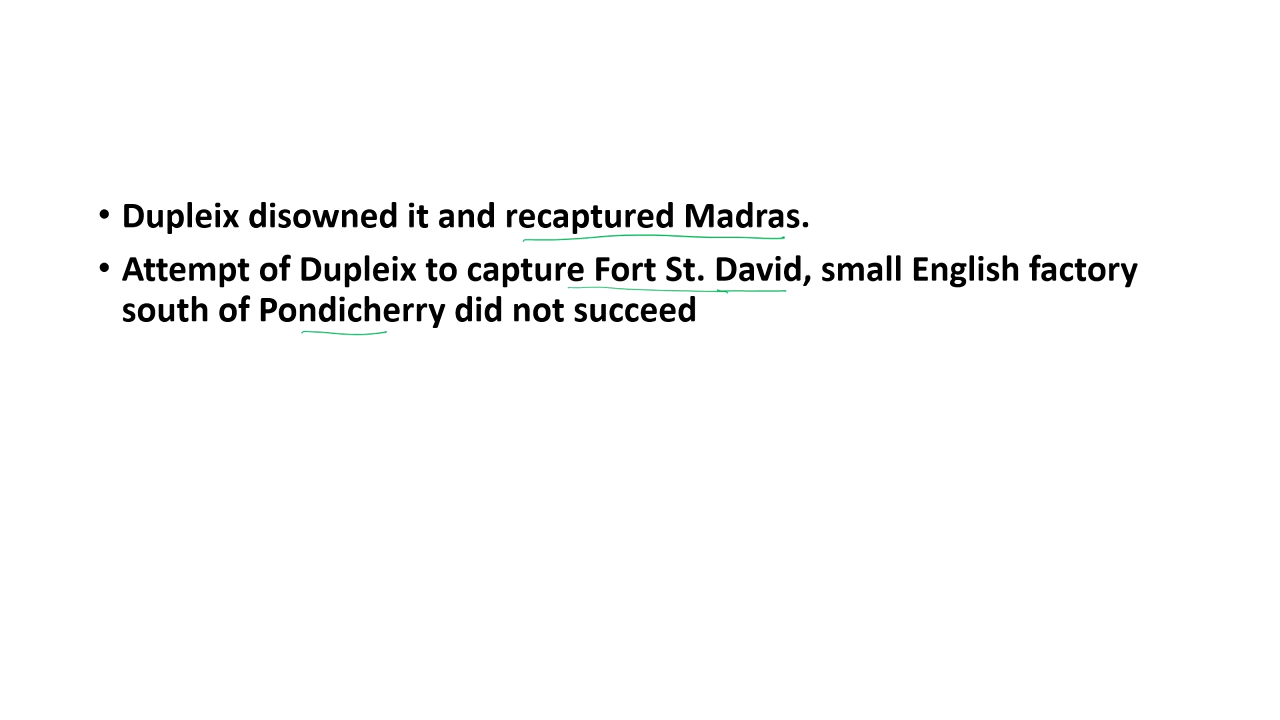 • Dupleix disowned it and recaptured Madras.
• Attempt of Dupleix to capture Fort St. David, small English factory
south of Pondicherry did not succeed